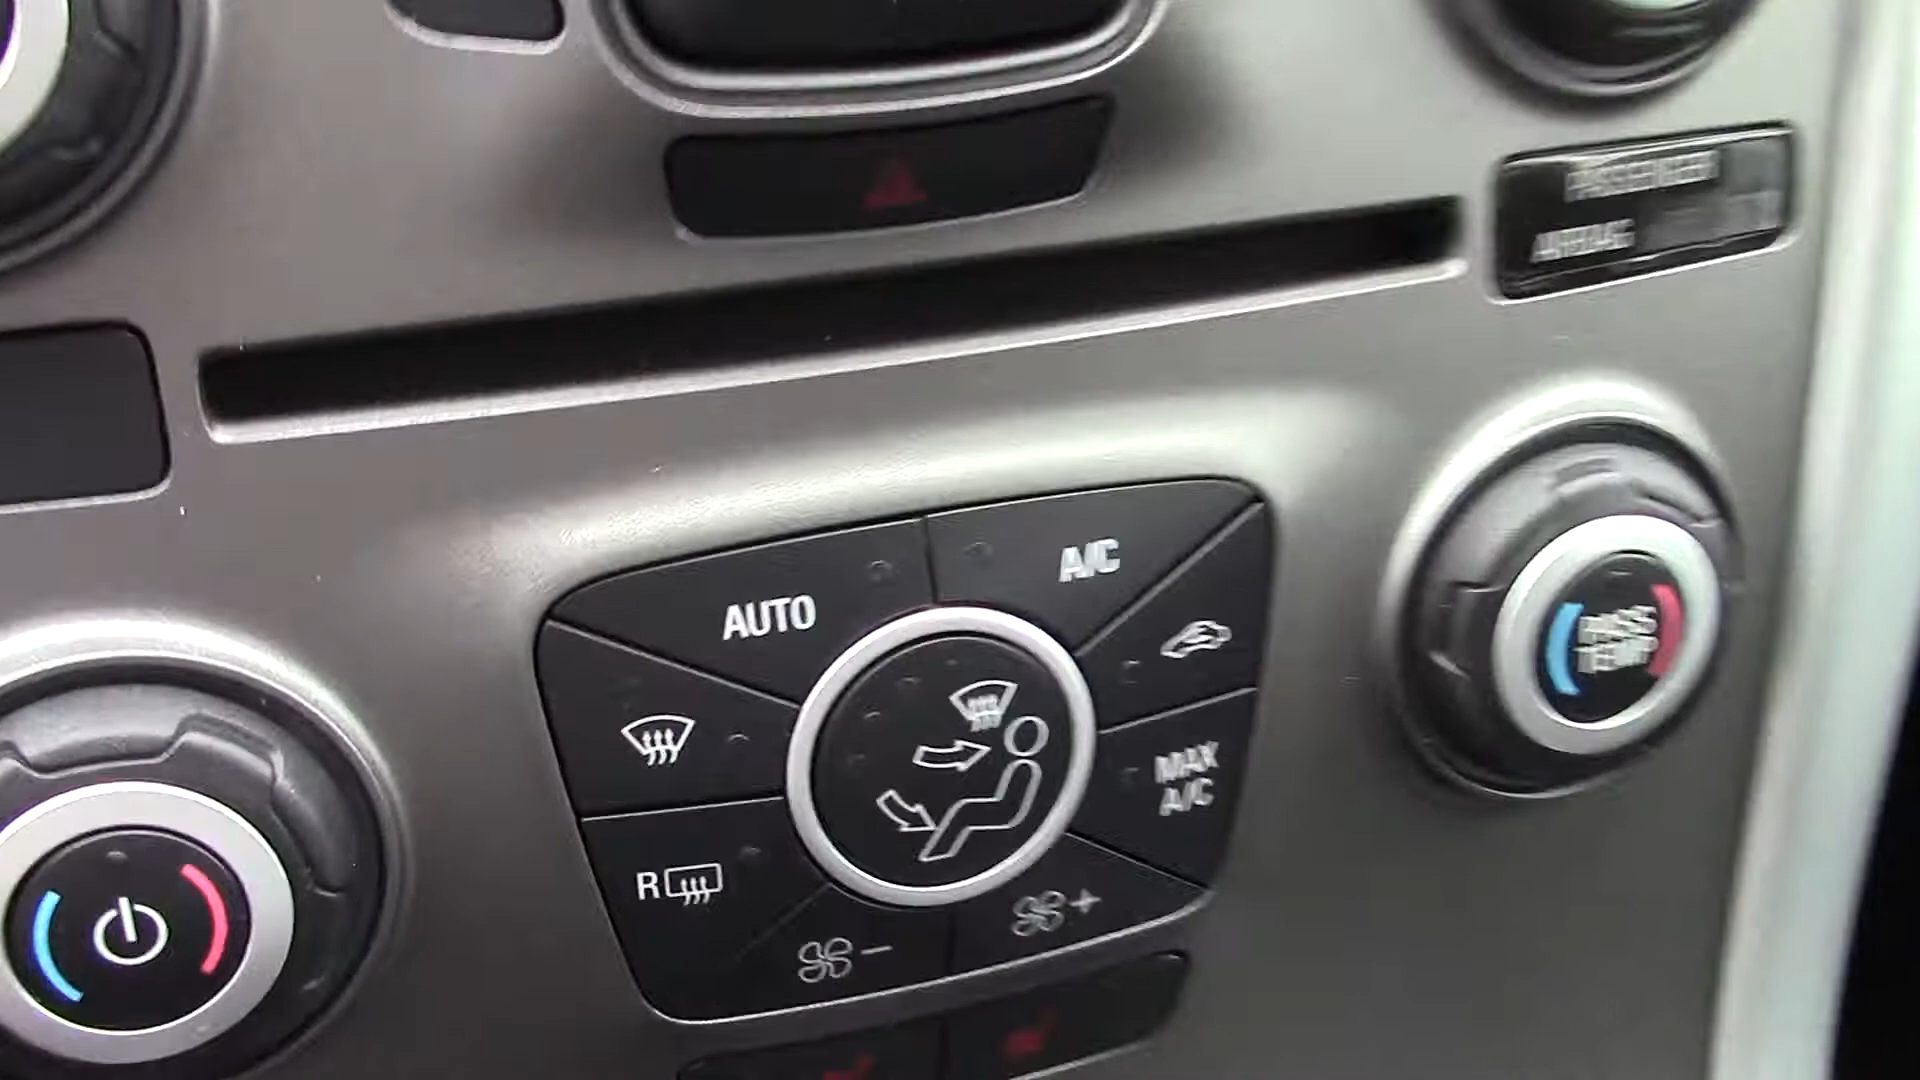 PASSENGER
AIRBAG
AUTO
A/C
PASS
TEMP
MAX
A/C
R